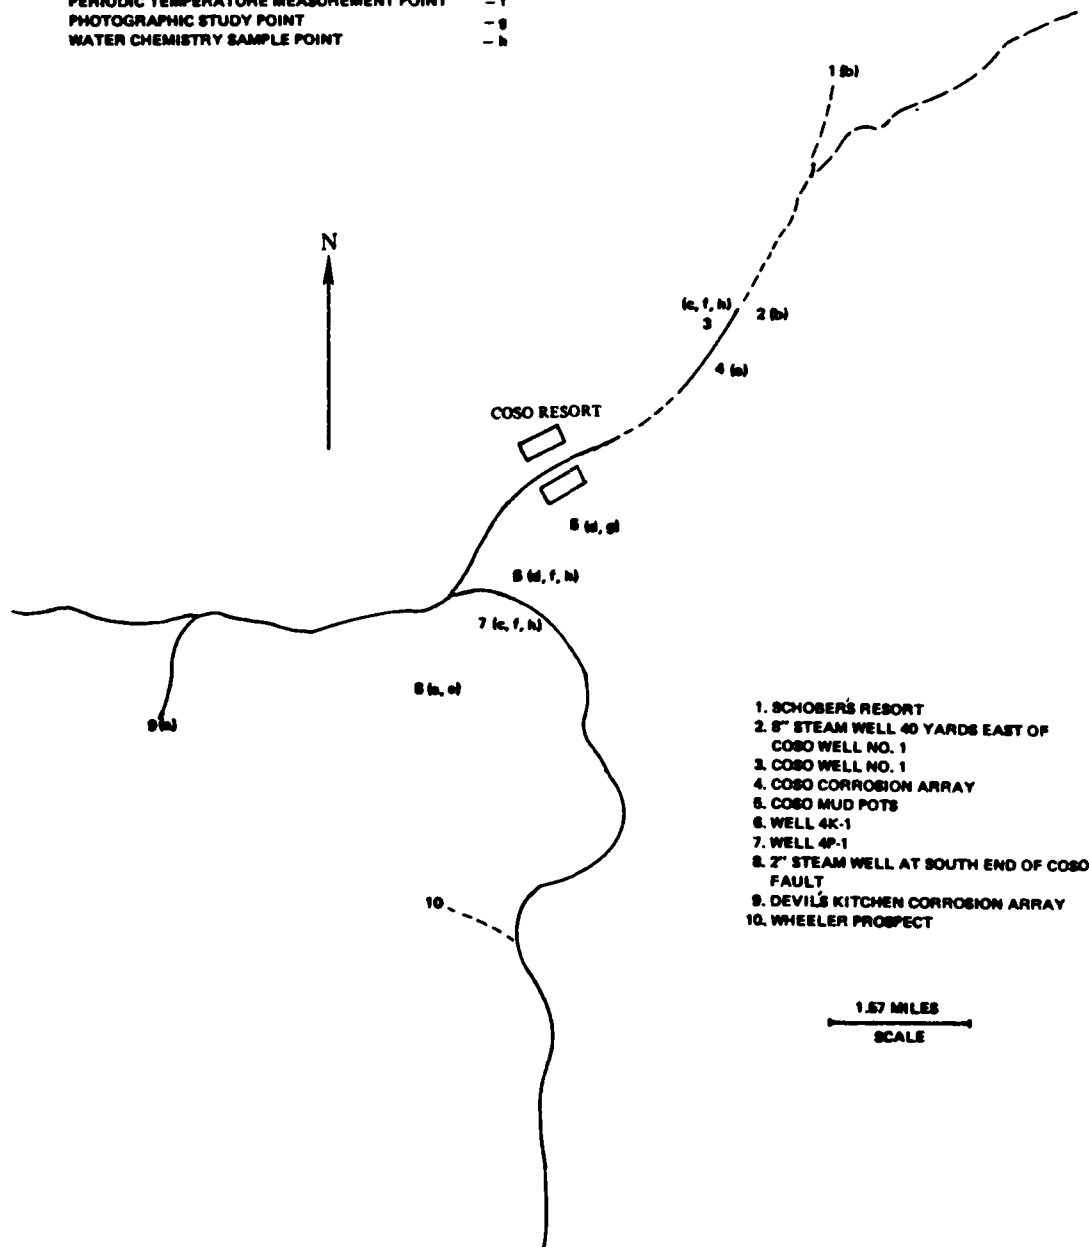 PERIODIC TEMPERATURE MEASUREMENT POINT – f
PHOTOGRAPHIC STUDY POINT – g
WATER CHEMISTRY SAMPLE POINT – h
1 (b)
N
(c, f, h)
3
2 (b)
4 (a)
COSO RESORT
5 (d, g)
6 (d, f, h)
7 (c, f, h)
8 (a, e)
9 (a)
10
1. SCHOBER'S RESORT
2. 8" STEAM WELL 40 YARDS EAST OF
COSO WELL NO. 1
3. COSO WELL NO. 1
4. COSO CORROSION ARRAY
5. COSO MUD POTS
6. WELL 4K-1
7. WELL 4P-1
8. 2" STEAM WELL AT SOUTH END OF COSO
FAULT
9. DEVIL'S KITCHEN CORROSION ARRAY
10. WHEELER PROSPECT
1.57 MILES
SCALE